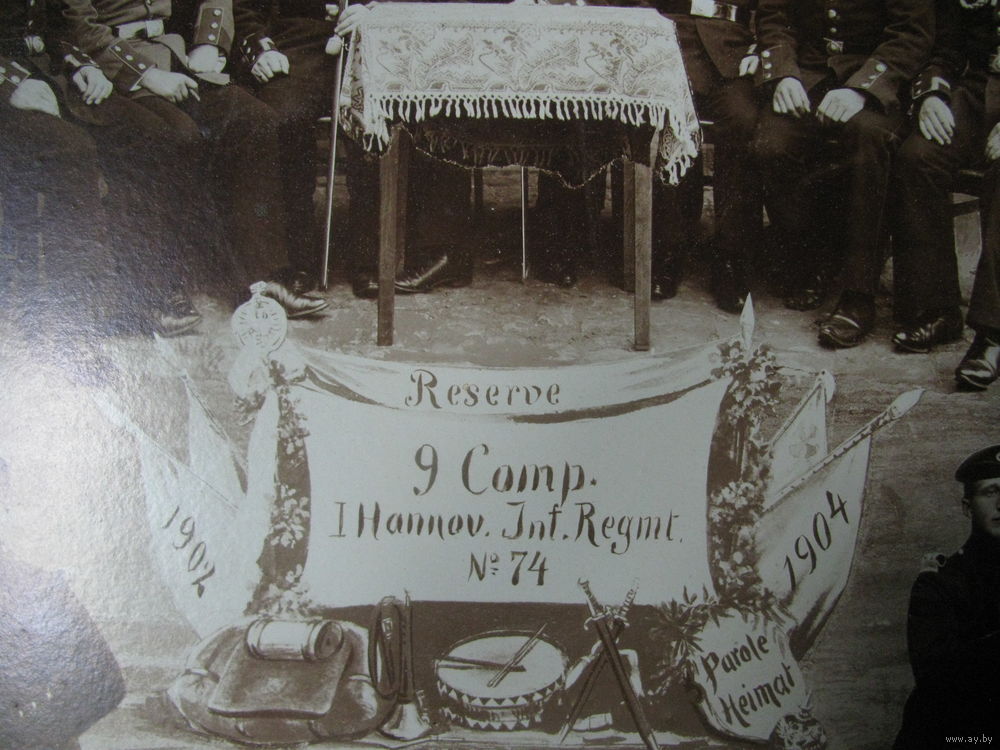 Reserve
9 Comp.
I Hannov. Inf. Regmt.
No 74
1902
1904
Parole
Heimat
www.ay.by